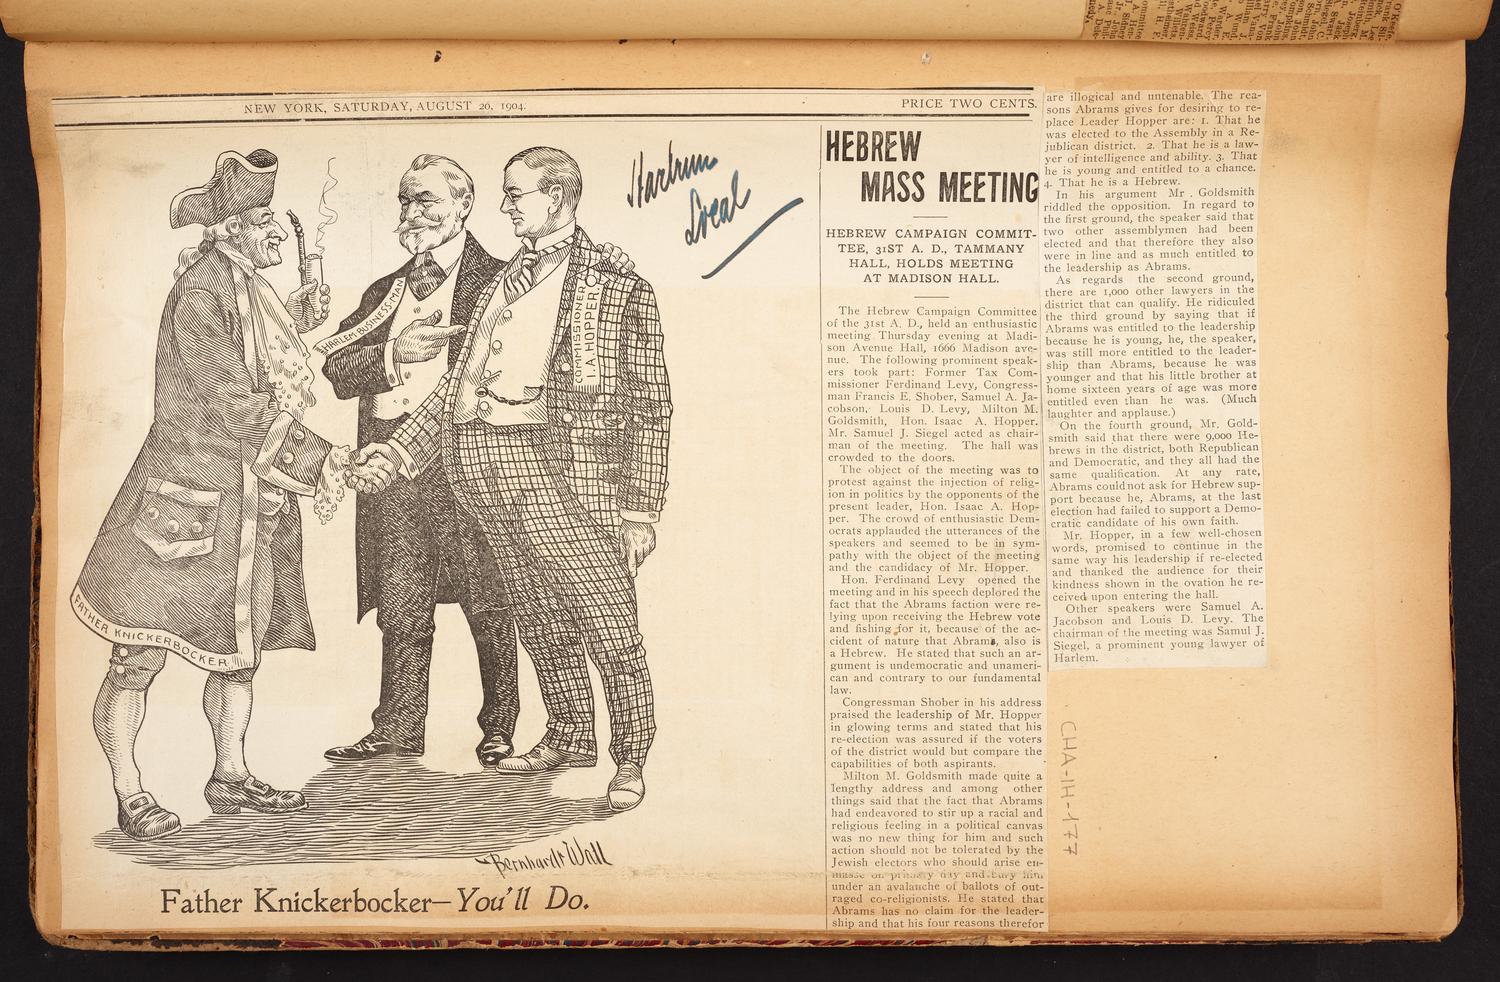 NEW YORK, SATURDAY, AUGUST 20, 1904.
PRICE TWO CENTS.
Harlem
Local
HARLEM BUSINESS MAN
COMMISSIONER
I. A. HOPPER
FATHER KNICKERBOCKER
Bernhardt Wall
Father Knickerbocker—You'll Do.
HEBREW
MASS MEETING
HEBREW CAMPAIGN COMMIT-
TEE, 31ST A. D., TAMMANY
HALL, HOLDS MEETING
AT MADISON HALL.
The Hebrew Campaign Committee
of the 31st A. D., held an enthusiastic
meeting Thursday evening at Madi-
son Avenue Hall, 1666 Madison ave-
nue. The following prominent speak-
ers took part: Former Tax Com-
missioner Ferdinand Levy, Congress-
man Francis E. Shober, Samuel A. Ja-
cobson, Louis D. Levy, Milton M.
Goldsmith, Hon. Isaac A. Hopper.
Mr. Samuel J. Siegel acted as chair-
man of the meeting. The hall was
crowded to the doors.
The object of the meeting was to
protest against the injection of relig-
ion in politics by the opponents of the
present leader, Hon. Isaac A. Hop-
per. The crowd of enthusiastic Dem-
ocrats applauded the utterances of the
speakers and seemed to be in sym-
pathy with the object of the meeting
and the candidacy of Mr. Hopper.
Hon. Ferdinand Levy opened the
meeting and in his speech deplored the
fact that the Abrams faction were re-
lying upon receiving the Hebrew vote
and fishing for it, because of the ac-
cident of nature that Abrams, also is
a Hebrew. He stated that such an ar-
gument is undemocratic and unameri-
can and contrary to our fundamental
law.
Congressman Shober in his address
praised the leadership of Mr. Hopper
in glowing terms and stated that his
re-election was assured if the voters
of the district would but compare the
capabilities of both aspirants.
Milton M. Goldsmith made quite a
lengthy address and among other
things said that the fact that Abrams
had endeavored to stir up a racial and
religious feeling in a political canvas
was no new thing for him and such
action should not be tolerated by the
Jewish electors who should arise en-
masse on primary day and bury him
under an avalanche of ballots of out-
raged co-religionists. He stated that
Abrams has no claim for the leader-
ship and that his four reasons therefor
are illogical and untenable. The rea-
sons Abrams gives for desiring to re-
place Leader Hopper are: 1. That he
was elected to the Assembly in a Re-
jublican district. 2. That he is a law-
yer of intelligence and ability. 3. That
he is young and entitled to a chance.
4. That he is a Hebrew.
In his argument Mr. Goldsmith
riddled the opposition. In regard to
the first ground, the speaker said that
two other assemblymen had been
elected and that therefore they also
were in line and as much entitled to
the leadership as Abrams.
As regards the second ground,
there are 1,000 other lawyers in the
district that can qualify. He ridiculed
the third ground by saying that if
Abrams was entitled to the leadership
because he is young, he, the speaker,
was still more entitled to the leader-
ship than Abrams, because he was
younger and that his little brother at
home sixteen years of age was more
entitled even than he was. (Much
laughter and applause.)
On the fourth ground, Mr. Gold-
smith said that there were 9,000 He-
brews in the district, both Republican
and Democratic, and they all had the
same qualification. At any rate,
Abrams couldnot ask for Hebrew sup-
port because he, Abrams, at the last
election had failed to support a Demo-
cratic candidate of his own faith.
Mr. Hopper, in a few well-chosen
words, promised to continue in the
same way his leadership if re-elected
and thanked the audience for their
kindness shown in the ovation he re-
ceived upon entering the hall.
Other speakers were Samuel A.
Jacobson and Louis D. Levy. The
chairman of the meeting was Samul J.
Siegel, a prominent young lawyer of
Harlem.
CHA-IH-177